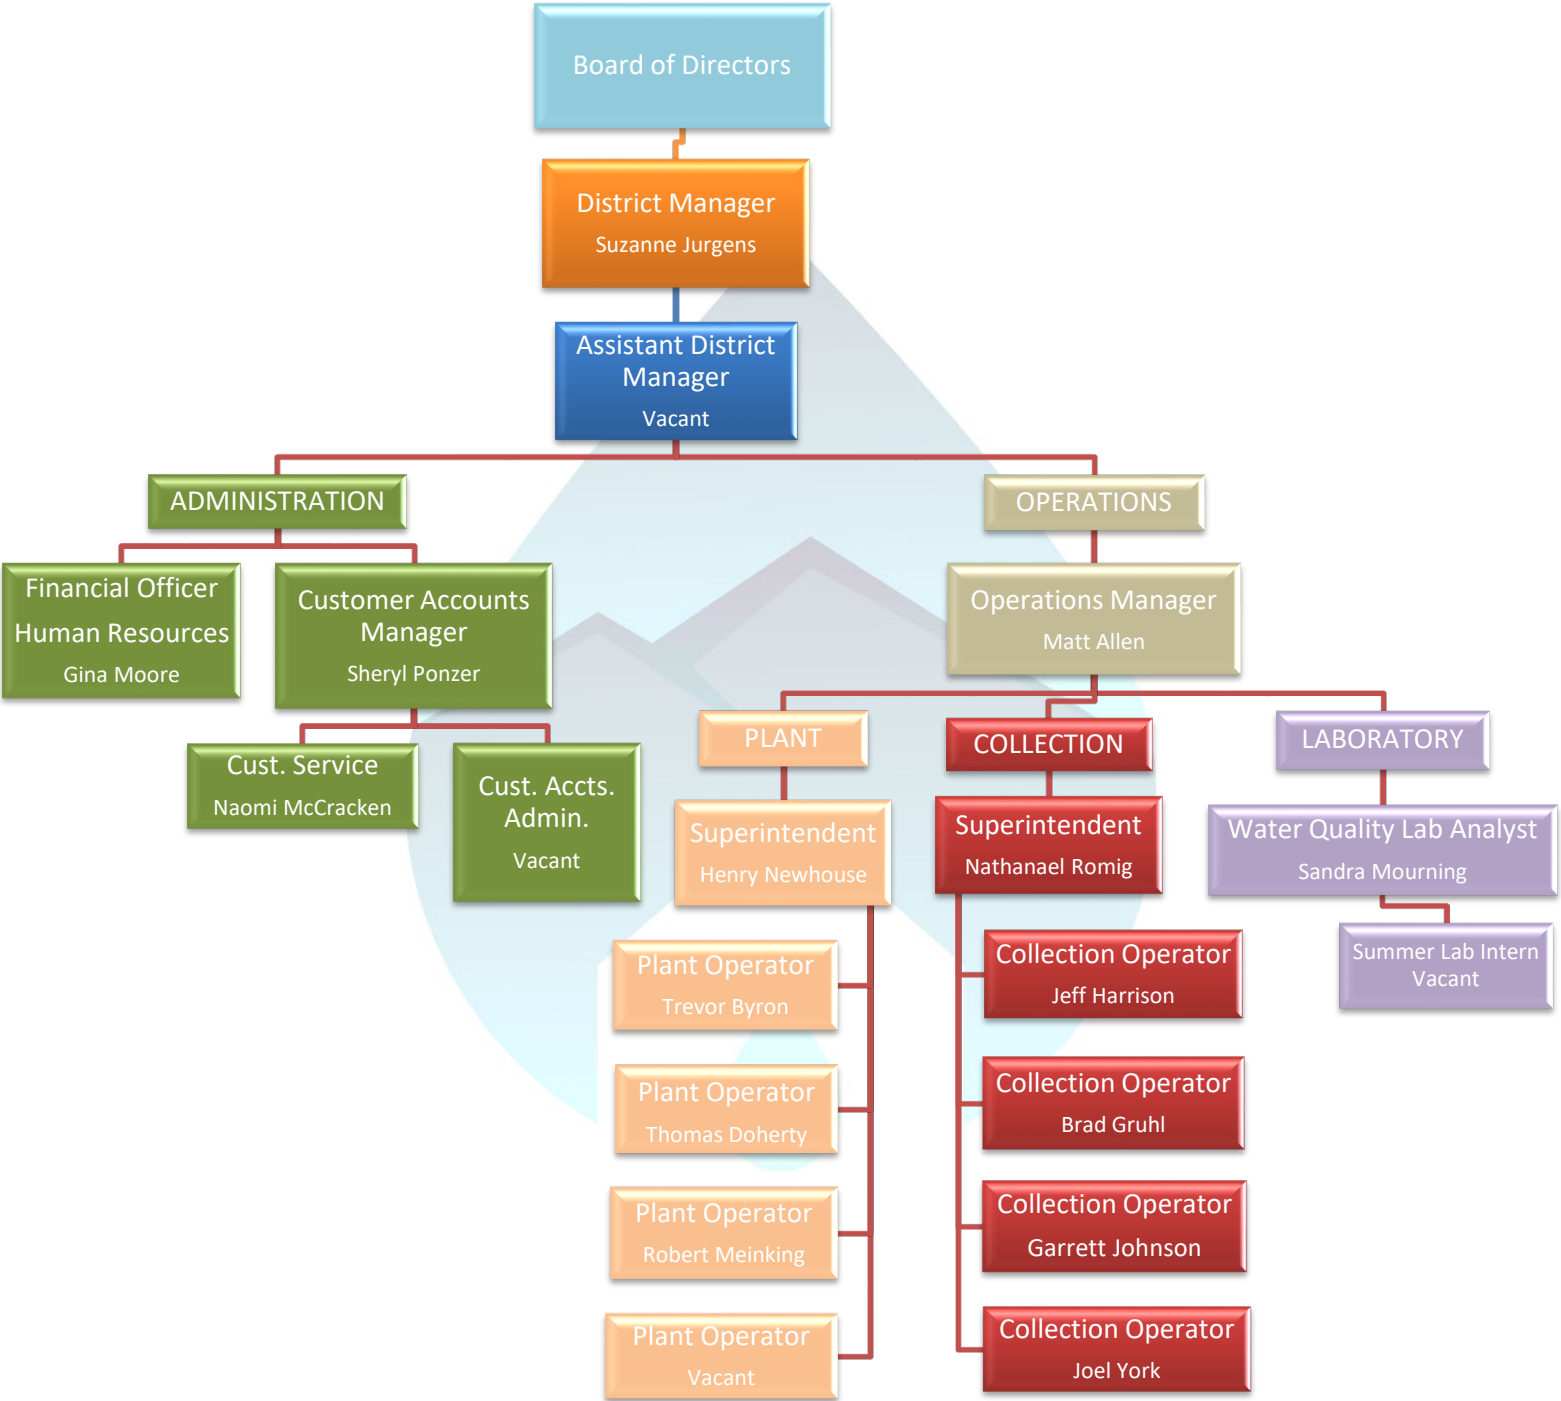 Board of Directors
District Manager
Suzanne Jurgens
Assistant District
Manager
Vacant
ADMINISTRATION
OPERATIONS
Financial Officer
Human Resources
Gina Moore
Customer Accounts
Manager
Sheryl Ponzer
Operations Manager
Matt Allen
Cust. Service
Naomi McCracken
Cust. Accts.
Admin.
Vacant
PLANT
COLLECTION
LABORATORY
Superintendent
Henry Newhouse
Superintendent
Nathanael Romig
Water Quality Lab Analyst
Sandra Mourning
Plant Operator
Trevor Byron
Collection Operator
Jeff Harrison
Summer Lab Intern
Vacant
Plant Operator
Thomas Doherty
Collection Operator
Brad Gruhl
Plant Operator
Robert Meinking
Collection Operator
Garrett Johnson
Plant Operator
Vacant
Collection Operator
Joel York